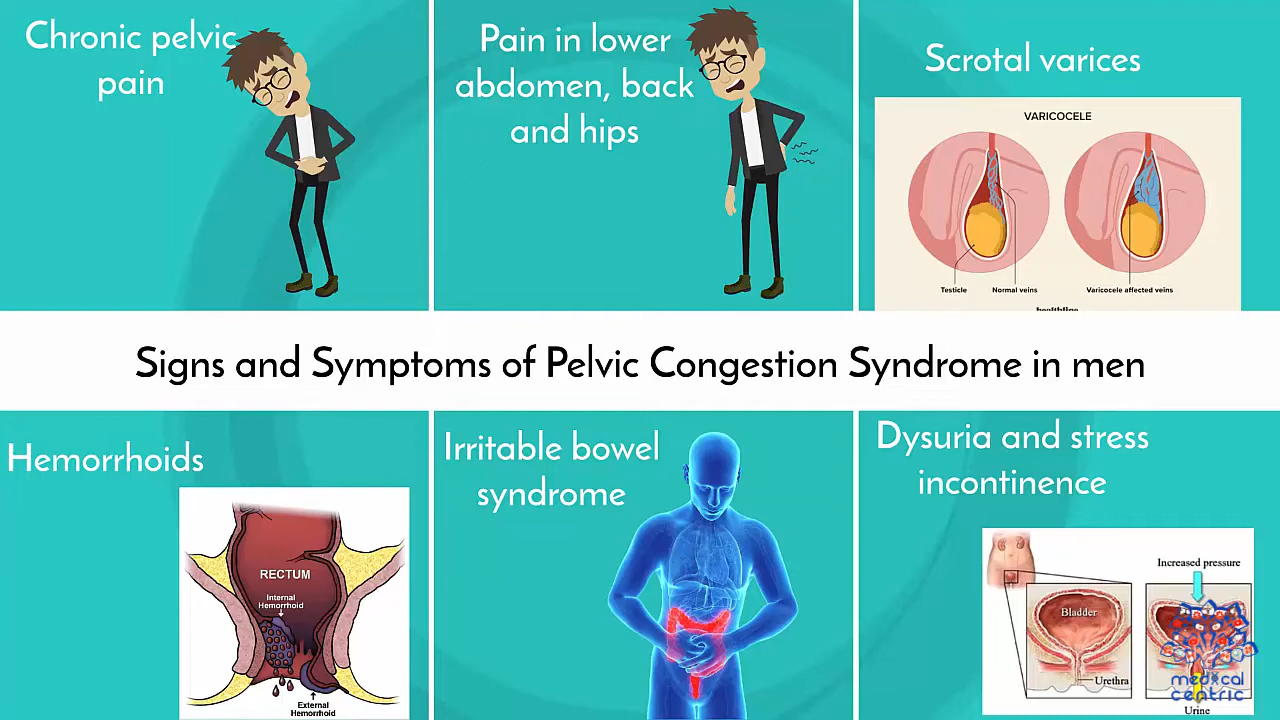 Chronic pelvic
pain
Pain in lower
abdomen, back
and hips
Scrotal varices
VARICOCELE
Testicle
Normal veins
Varicocele affected veins
healthline
Signs and Symptoms of Pelvic Congestion Syndrome in men
Hemorrhoids
RECTUM
Internal
Hemorrhoid
External
Hemorrhoid
Irritable bowel
syndrome
Dysuria and stress
incontinence
Increased pressure
Bladder
Urethra
Urine
medical
centric